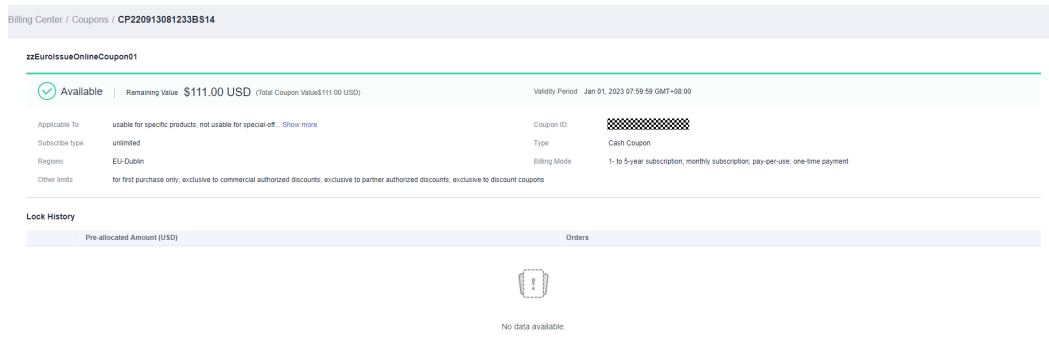 Billing Center / Coupons / CP220913081233BS14
zzEuroIssueOnlineCoupon01
Available Remaining Value $111.00 USD (Total Coupon Value$111.00 USD) Validity Period Jan 01, 2023 07:59:59 GMT+08:00
Applicable To usable for specific products; not usable for special-off... Show more Coupon ID:
Subscribe type unlimited Type Cash Coupon
Regions EU-Dublin Billing Mode 1- to 5-year subscription; monthly subscription; pay-per-use; one-time payment
Other limits for first purchase only; exclusive to commercial authorized discounts, exclusive to partner authorized discounts; exclusive to discount coupons
Lock History
Pre-allocated Amount (USD) Orders
No data available.